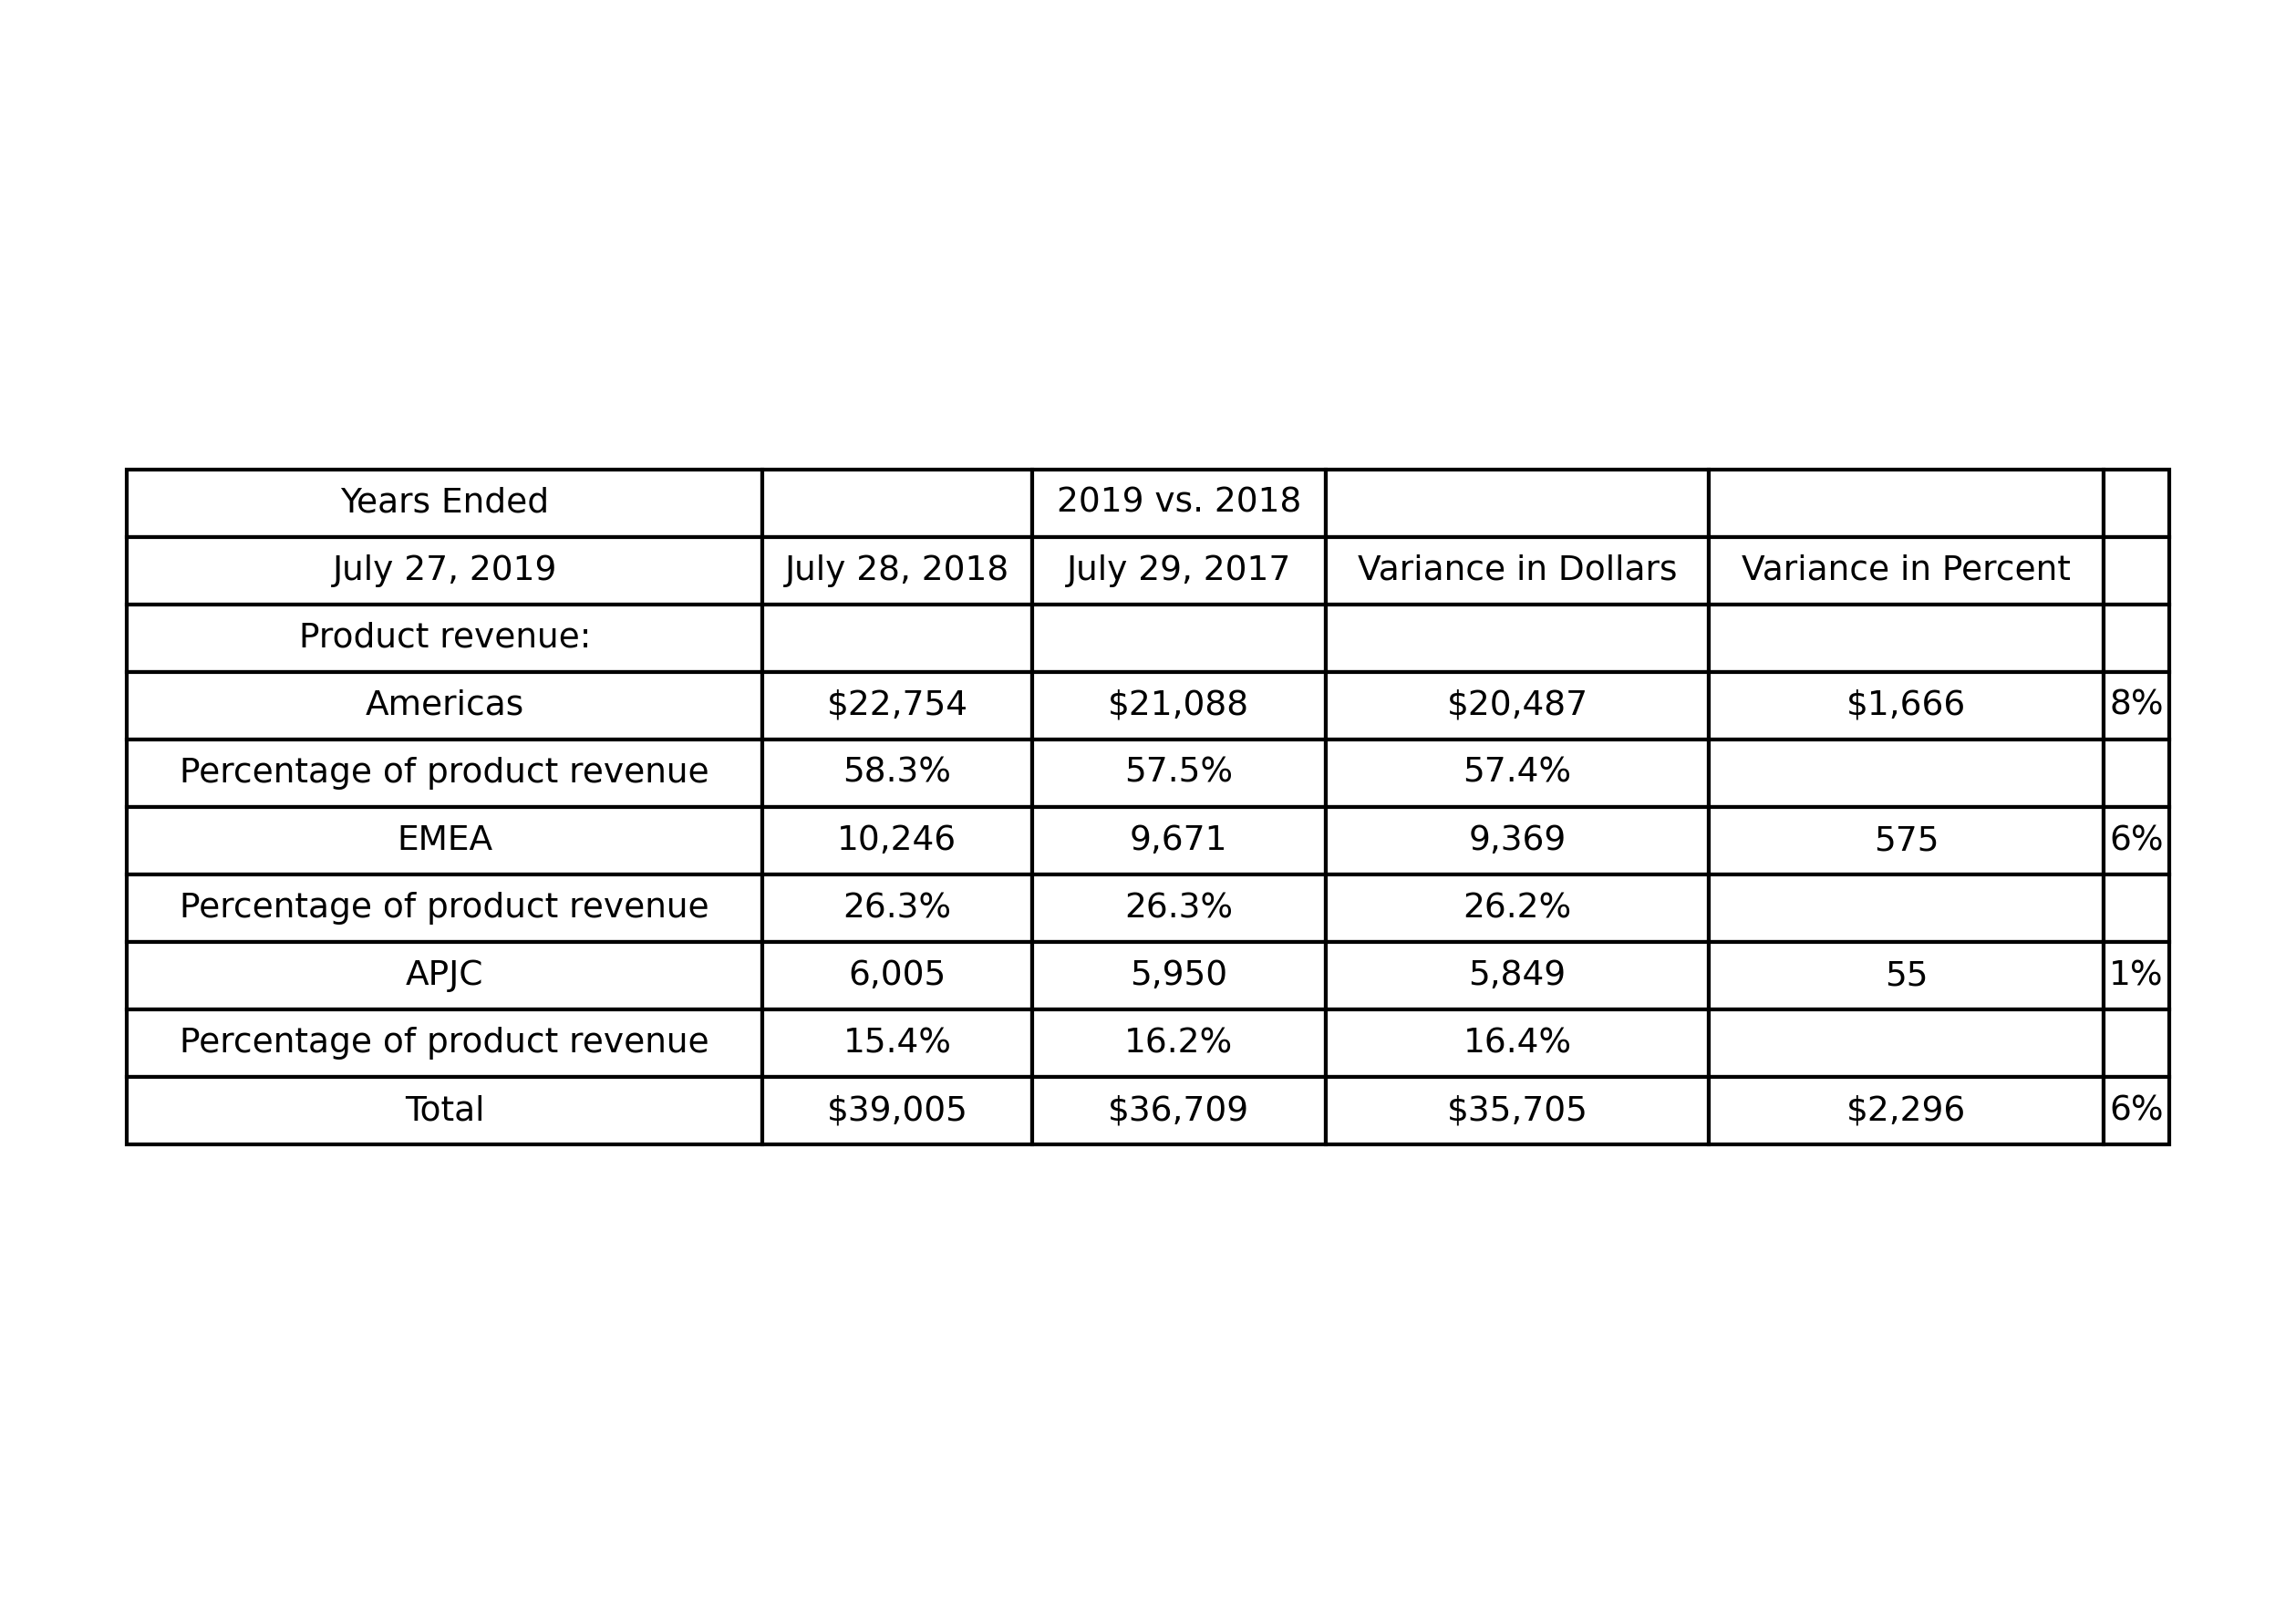 Years Ended 2019 vs. 2018
July 27, 2019 July 28, 2018 July 29, 2017 Variance in Dollars Variance in Percent
Product revenue:
Americas $22,754 $21,088 $20,487 $1,666 8%
Percentage of product revenue 58.3% 57.5% 57.4%
EMEA 10,246 9,671 9,369 575 6%
Percentage of product revenue 26.3% 26.3% 26.2%
APJC 6,005 5,950 5,849 55 1%
Percentage of product revenue 15.4% 16.2% 16.4%
Total $39,005 $36,709 $35,705 $2,296 6%